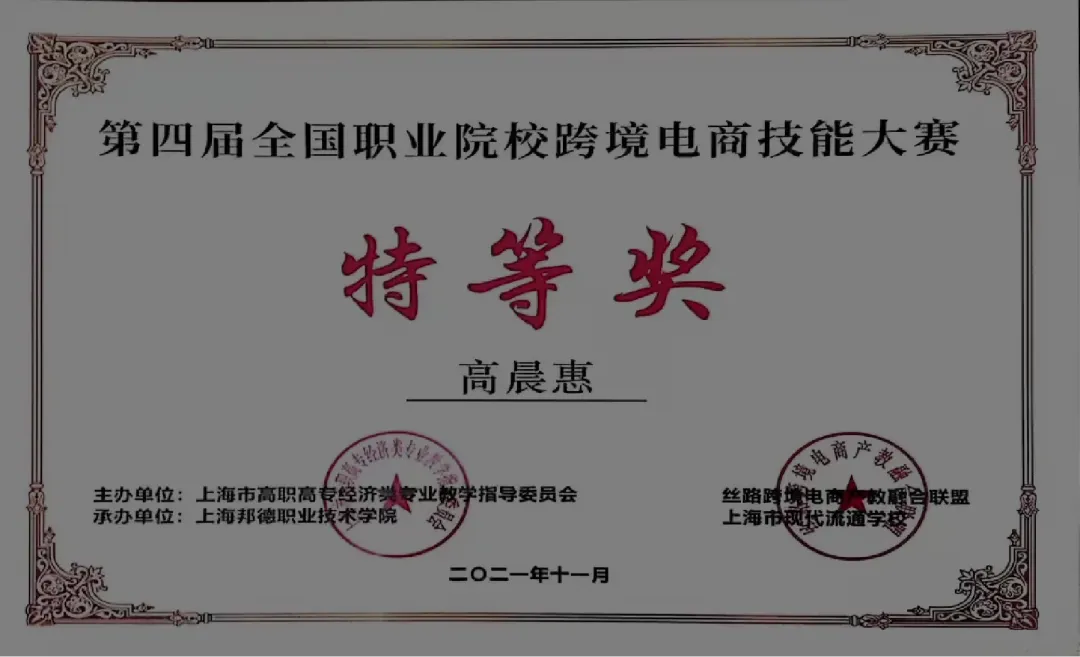 第四届全国职业院校跨境电商技能大赛
特等奖
高晨惠
主办单位：上海市高职高专经济类专业教学指导委员会 丝路跨境电商产教融合联盟
承办单位：上海邦德职业技术学院 上海市现代流通学校
二〇二一年十一月